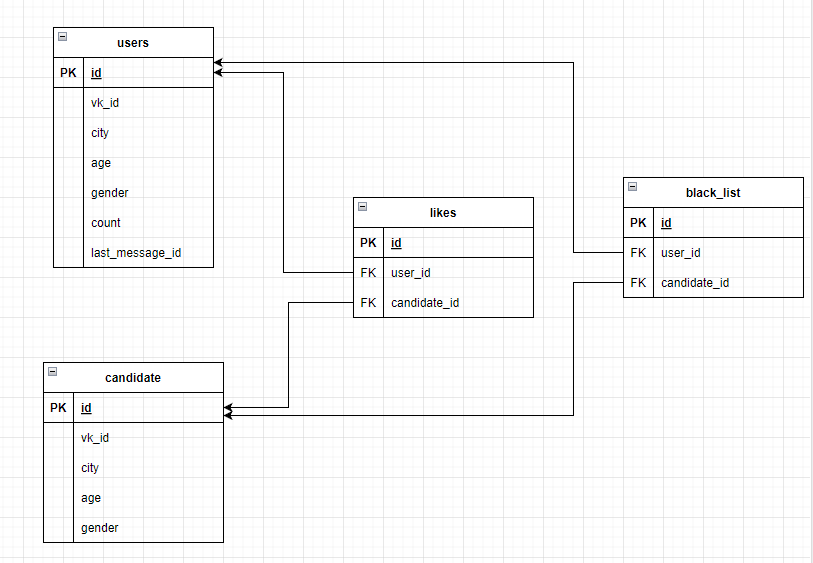 users
PK id
vk_id
city
age
gender
count
last_message_id
likes
PK id
FK user_id
FK candidate_id
black_list
PK id
FK user_id
FK candidate_id
candidate
PK id
vk_id
city
age
gender